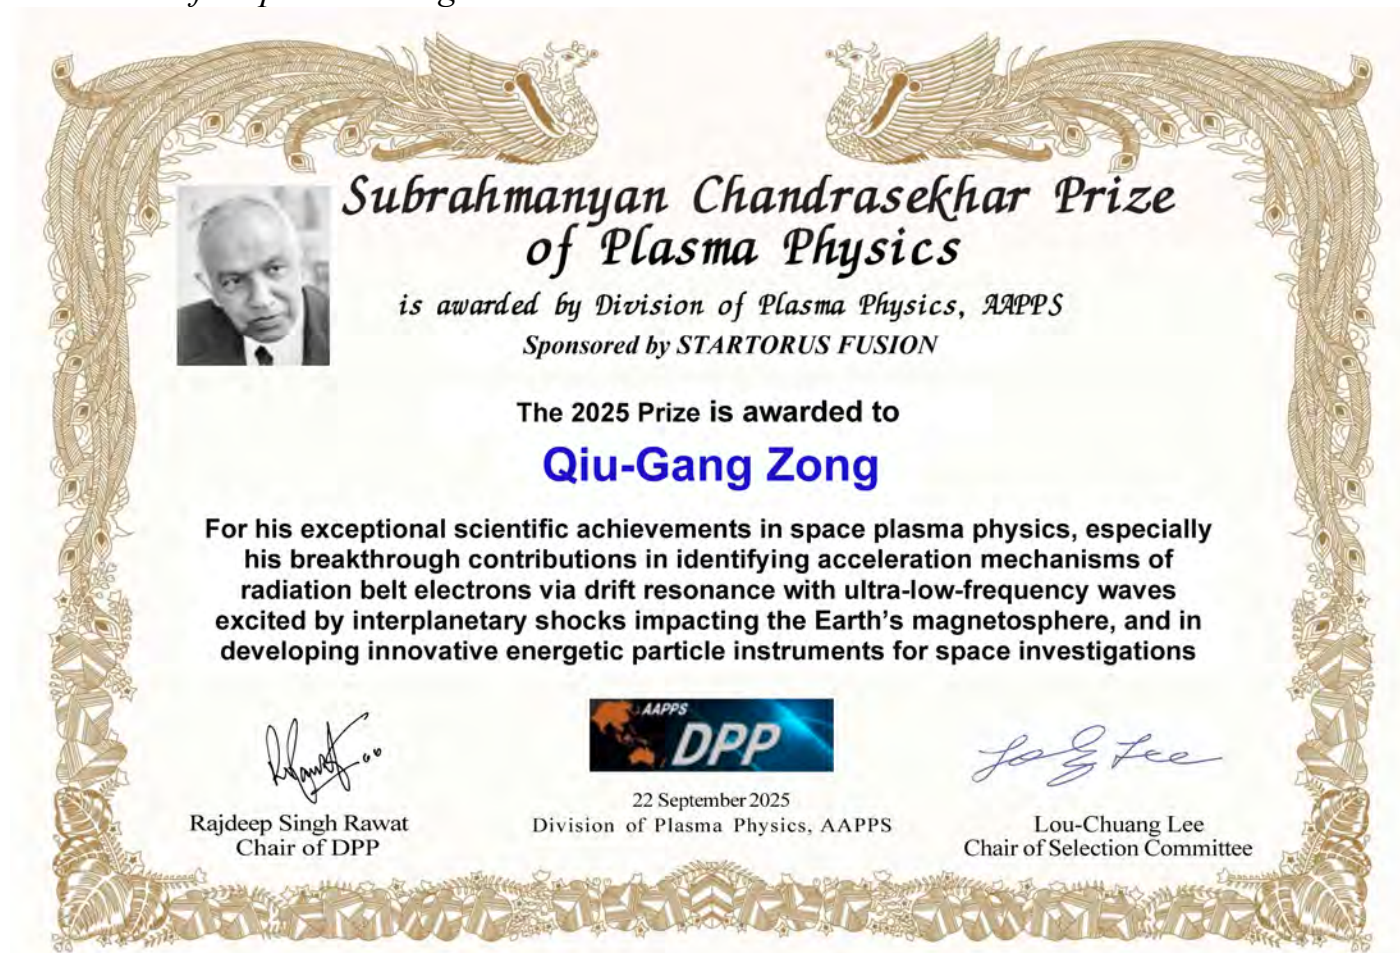 Subrahmanyan Chandrasekhar Prize
of Plasma Physics
is awarded by Division of Plasma Physics, AAPPS
Sponsored by STARTORUS FUSION
The 2025 Prize is awarded to
Qiu-Gang Zong
For his exceptional scientific achievements in space plasma physics, especially
his breakthrough contributions in identifying acceleration mechanisms of
radiation belt electrons via drift resonance with ultra-low-frequency waves
excited by interplanetary shocks impacting the Earth's magnetosphere, and in
developing innovative energetic particle instruments for space investigations
AAPPS
DPP
22 September 2025
Division of Plasma Physics, AAPPS
Rajdeep Singh Rawat
Chair of DPP
Lou-Chuang Lee
Chair of Selection Committee